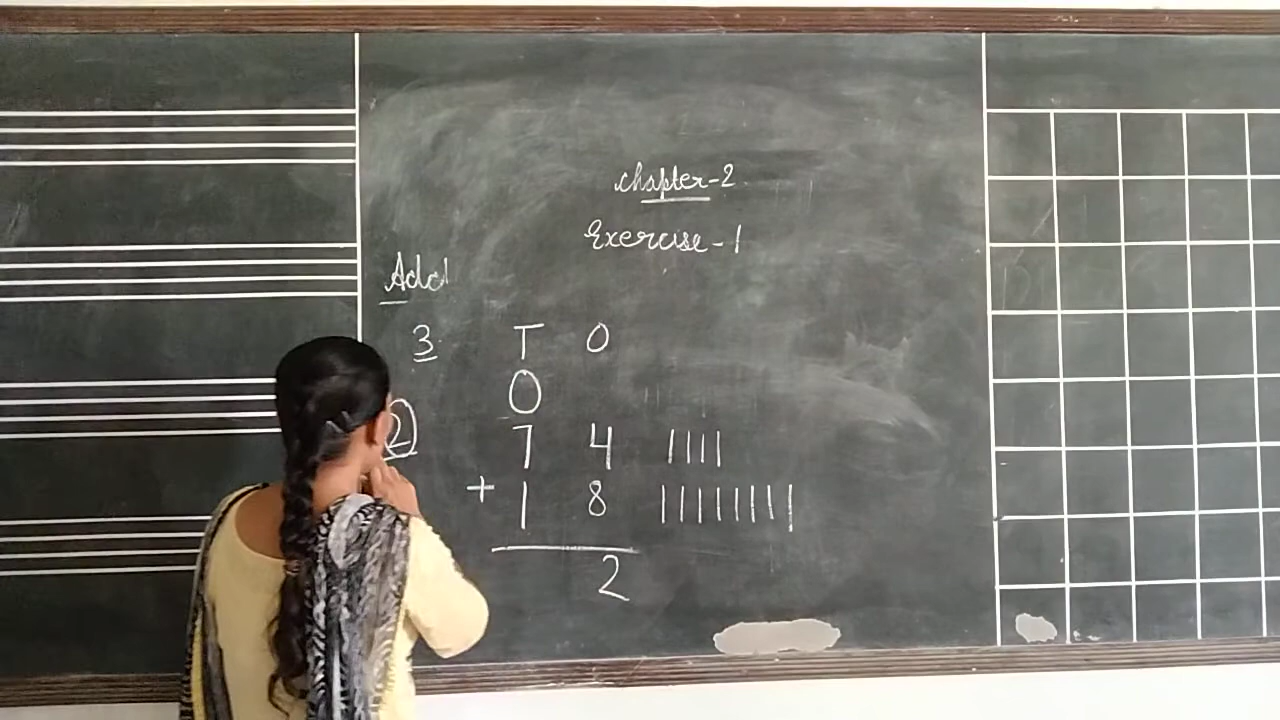 Chapter-2
Exercise-1
Add
3 T O
O
2 7 4 ||||
+ 1 8 ||||||||
2